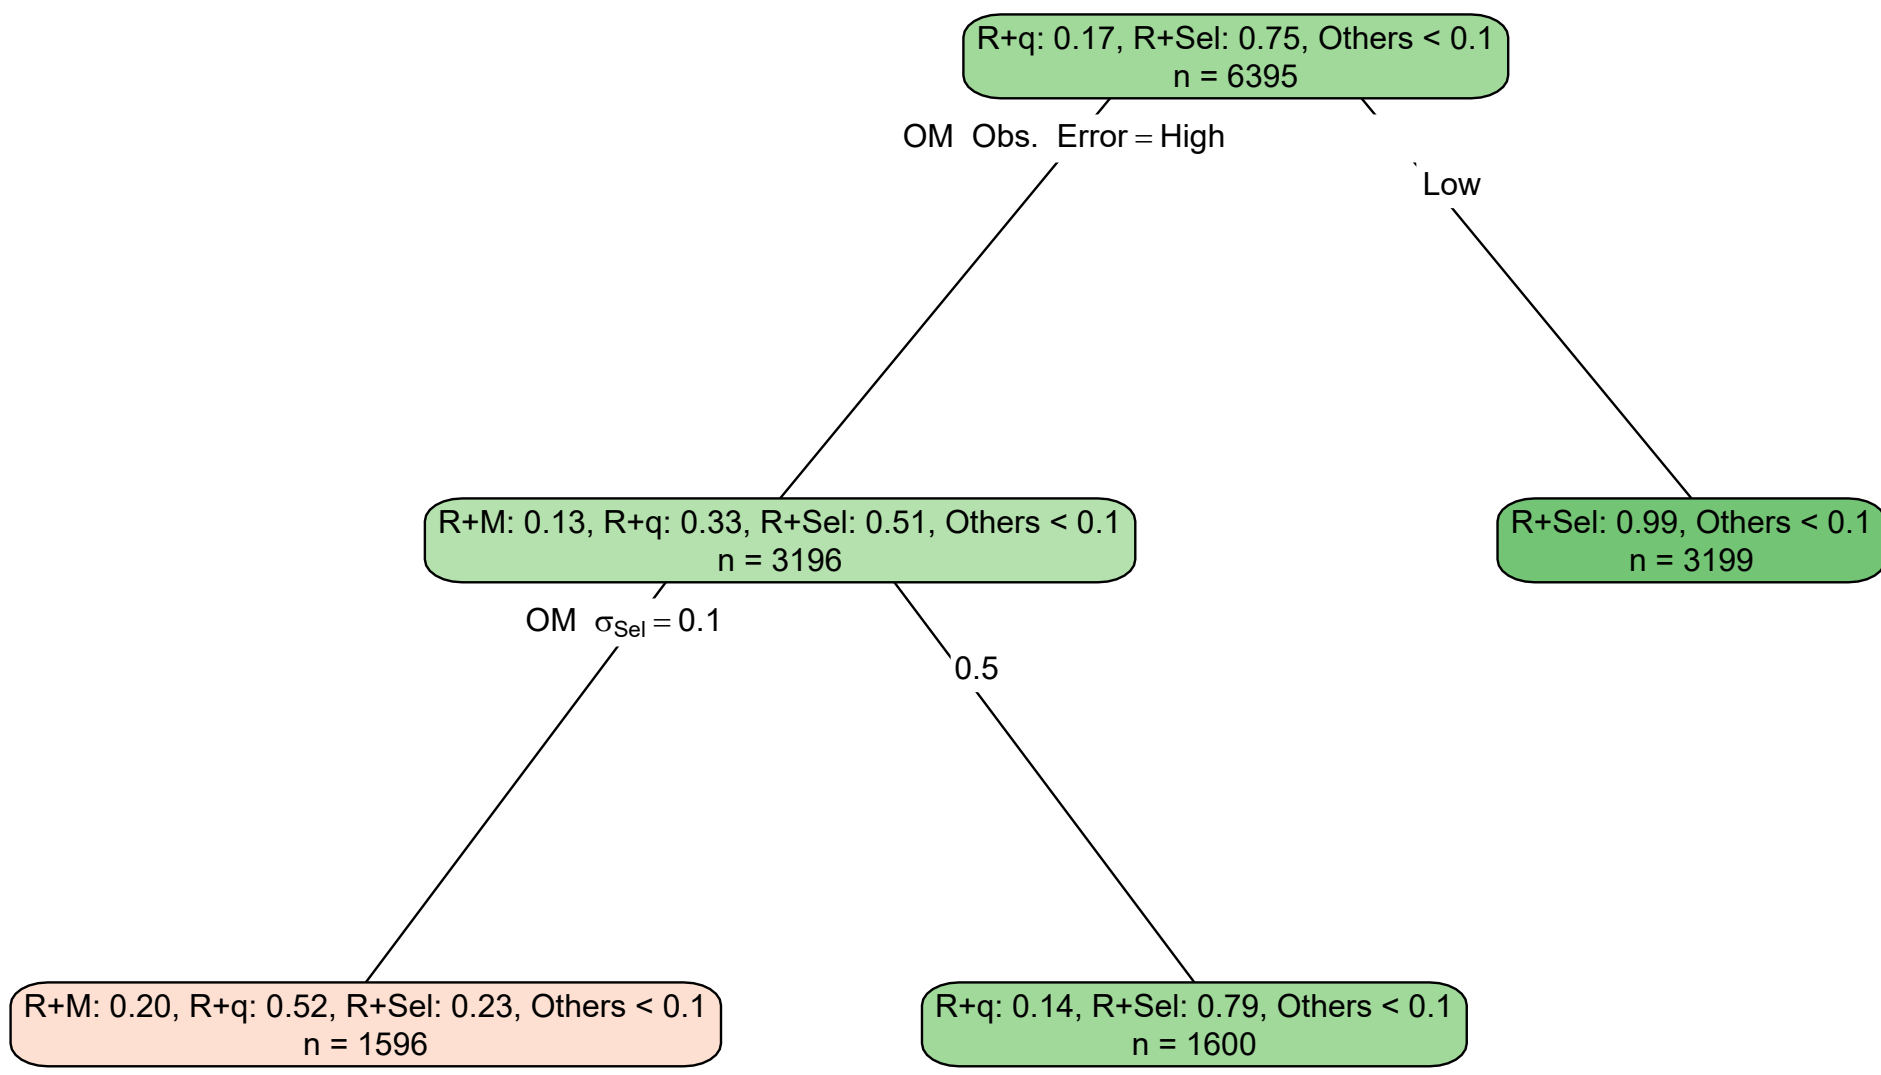 R+q: 0.17, R+Sel: 0.75, Others < 0.1
n = 6395
OM Obs. Error = High
Low
R+M: 0.13, R+q: 0.33, R+Sel: 0.51, Others < 0.1
n = 3196
R+Sel: 0.99, Others < 0.1
n = 3199
OM σSel = 0.1
0.5
R+M: 0.20, R+q: 0.52, R+Sel: 0.23, Others < 0.1
n = 1596
R+q: 0.14, R+Sel: 0.79, Others < 0.1
n = 1600